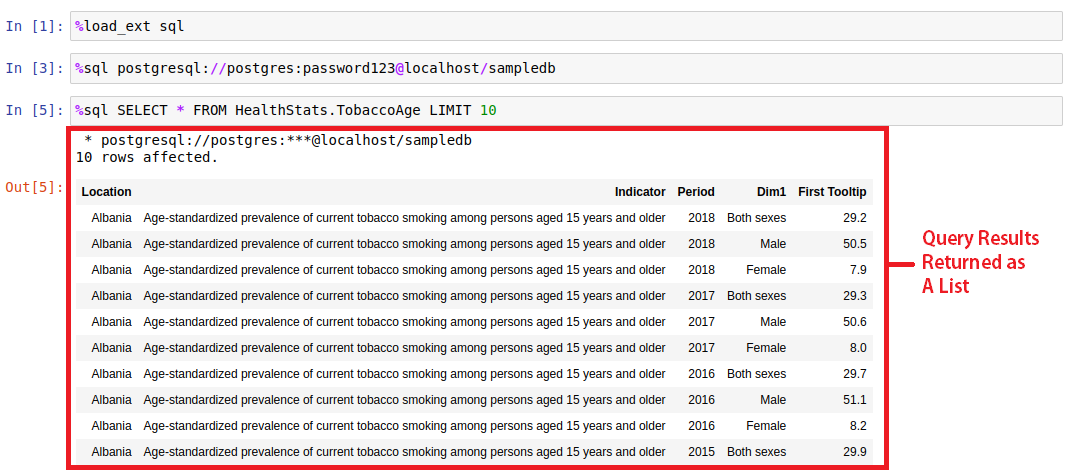 In [1]: %load_ext sql
In [3]: %sql postgresql://postgres:password123@localhost/sampledb
In [5]: %sql SELECT * FROM HealthStats.TobaccoAge LIMIT 10
* postgresql://postgres:***@localhost/sampledb
10 rows affected.
Out[5]:
Location Indicator Period Dim1 First Tooltip
Albania Age-standardized prevalence of current tobacco smoking among persons aged 15 years and older 2018 Both sexes 29.2
Albania Age-standardized prevalence of current tobacco smoking among persons aged 15 years and older 2018 Male 50.5
Albania Age-standardized prevalence of current tobacco smoking among persons aged 15 years and older 2018 Female 7.9
Albania Age-standardized prevalence of current tobacco smoking among persons aged 15 years and older 2017 Both sexes 29.3
Albania Age-standardized prevalence of current tobacco smoking among persons aged 15 years and older 2017 Male 50.6
Albania Age-standardized prevalence of current tobacco smoking among persons aged 15 years and older 2017 Female 8.0
Albania Age-standardized prevalence of current tobacco smoking among persons aged 15 years and older 2016 Both sexes 29.7
Albania Age-standardized prevalence of current tobacco smoking among persons aged 15 years and older 2016 Male 51.1
Albania Age-standardized prevalence of current tobacco smoking among persons aged 15 years and older 2016 Female 8.2
Albania Age-standardized prevalence of current tobacco smoking among persons aged 15 years and older 2015 Both sexes 29.9
Query Results
Returned as
A List